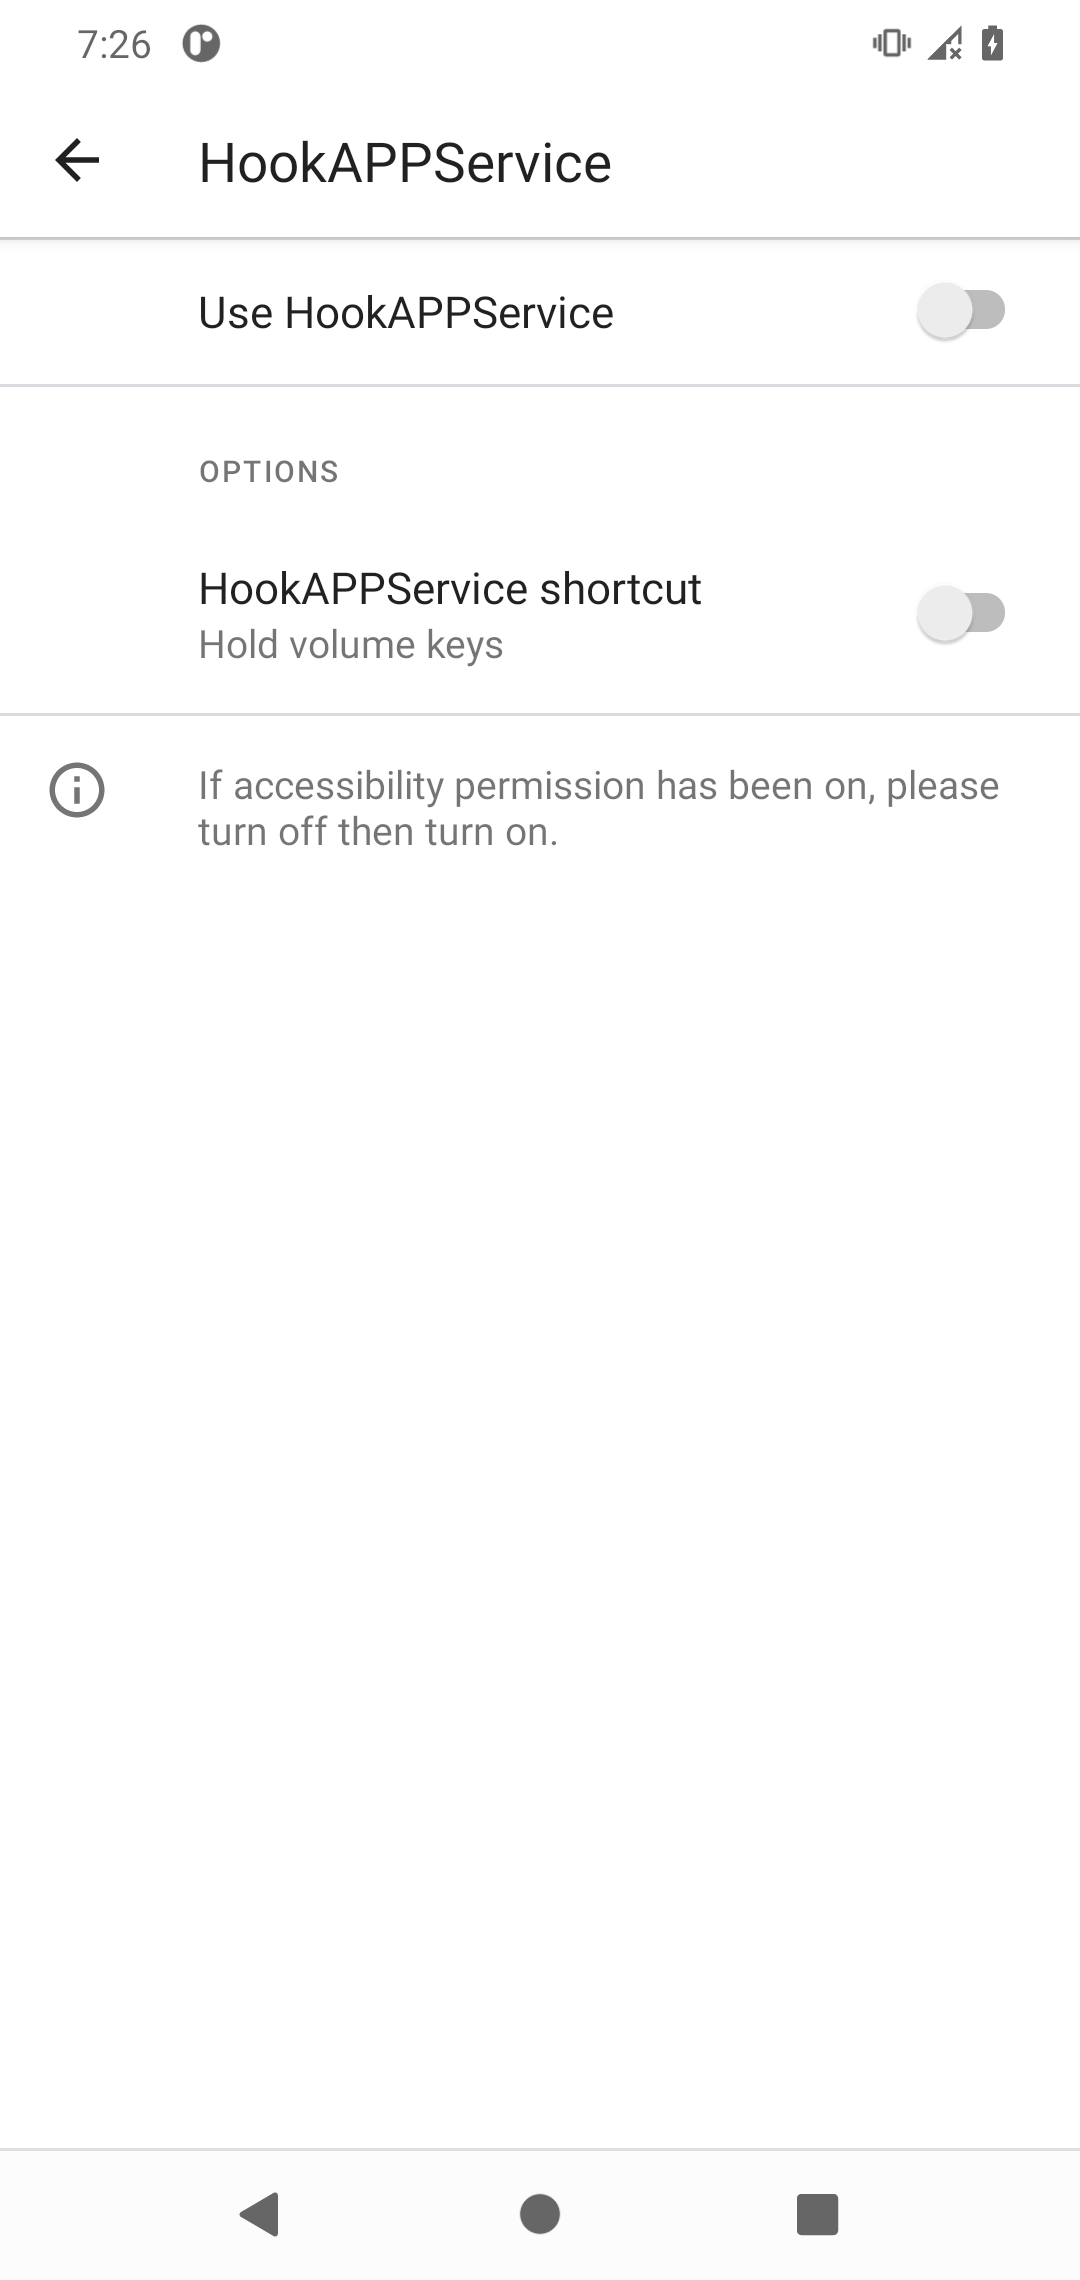 7:26
HookAPPService
Use HookAPPService
OPTIONS
HookAPPService shortcut
Hold volume keys
If accessibility permission has been on, please
turn off then turn on.